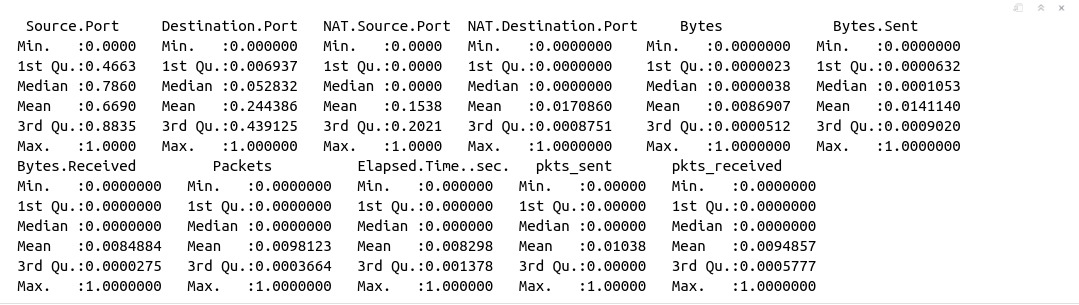 Source.Port Destination.Port NAT.Source.Port NAT.Destination.Port Bytes Bytes.Sent
Min. :0.0000 Min. :0.000000 Min. :0.0000 Min. :0.0000000 Min. :0.0000000 Min. :0.0000000
1st Qu.:0.4663 1st Qu.:0.006937 1st Qu.:0.0000 1st Qu.:0.0000000 1st Qu.:0.0000023 1st Qu.:0.0000632
Median :0.7860 Median :0.052832 Median :0.0000 Median :0.0000000 Median :0.0000038 Median :0.0001053
Mean :0.6690 Mean :0.244386 Mean :0.1538 Mean :0.0170860 Mean :0.0086907 Mean :0.0141140
3rd Qu.:0.8835 3rd Qu.:0.439125 3rd Qu.:0.2021 3rd Qu.:0.0008751 3rd Qu.:0.0000512 3rd Qu.:0.0009020
Max. :1.0000 Max. :1.000000 Max. :1.0000 Max. :1.0000000 Max. :1.0000000 Max. :1.0000000
Bytes.Received Packets Elapsed.Time..sec. pkts_sent pkts_received
Min. :0.0000000 Min. :0.0000000 Min. :0.000000 Min. :0.00000 Min. :0.0000000
1st Qu.:0.0000000 1st Qu.:0.0000000 1st Qu.:0.000000 1st Qu.:0.00000 1st Qu.:0.0000000
Median :0.0000000 Median :0.0000000 Median :0.000000 Median :0.00000 Median :0.0000000
Mean :0.0084884 Mean :0.0098123 Mean :0.008298 Mean :0.01038 Mean :0.0094857
3rd Qu.:0.0000275 3rd Qu.:0.0003664 3rd Qu.:0.001378 3rd Qu.:0.00000 3rd Qu.:0.0005777
Max. :1.0000000 Max. :1.0000000 Max. :1.000000 Max. :1.00000 Max. :1.0000000